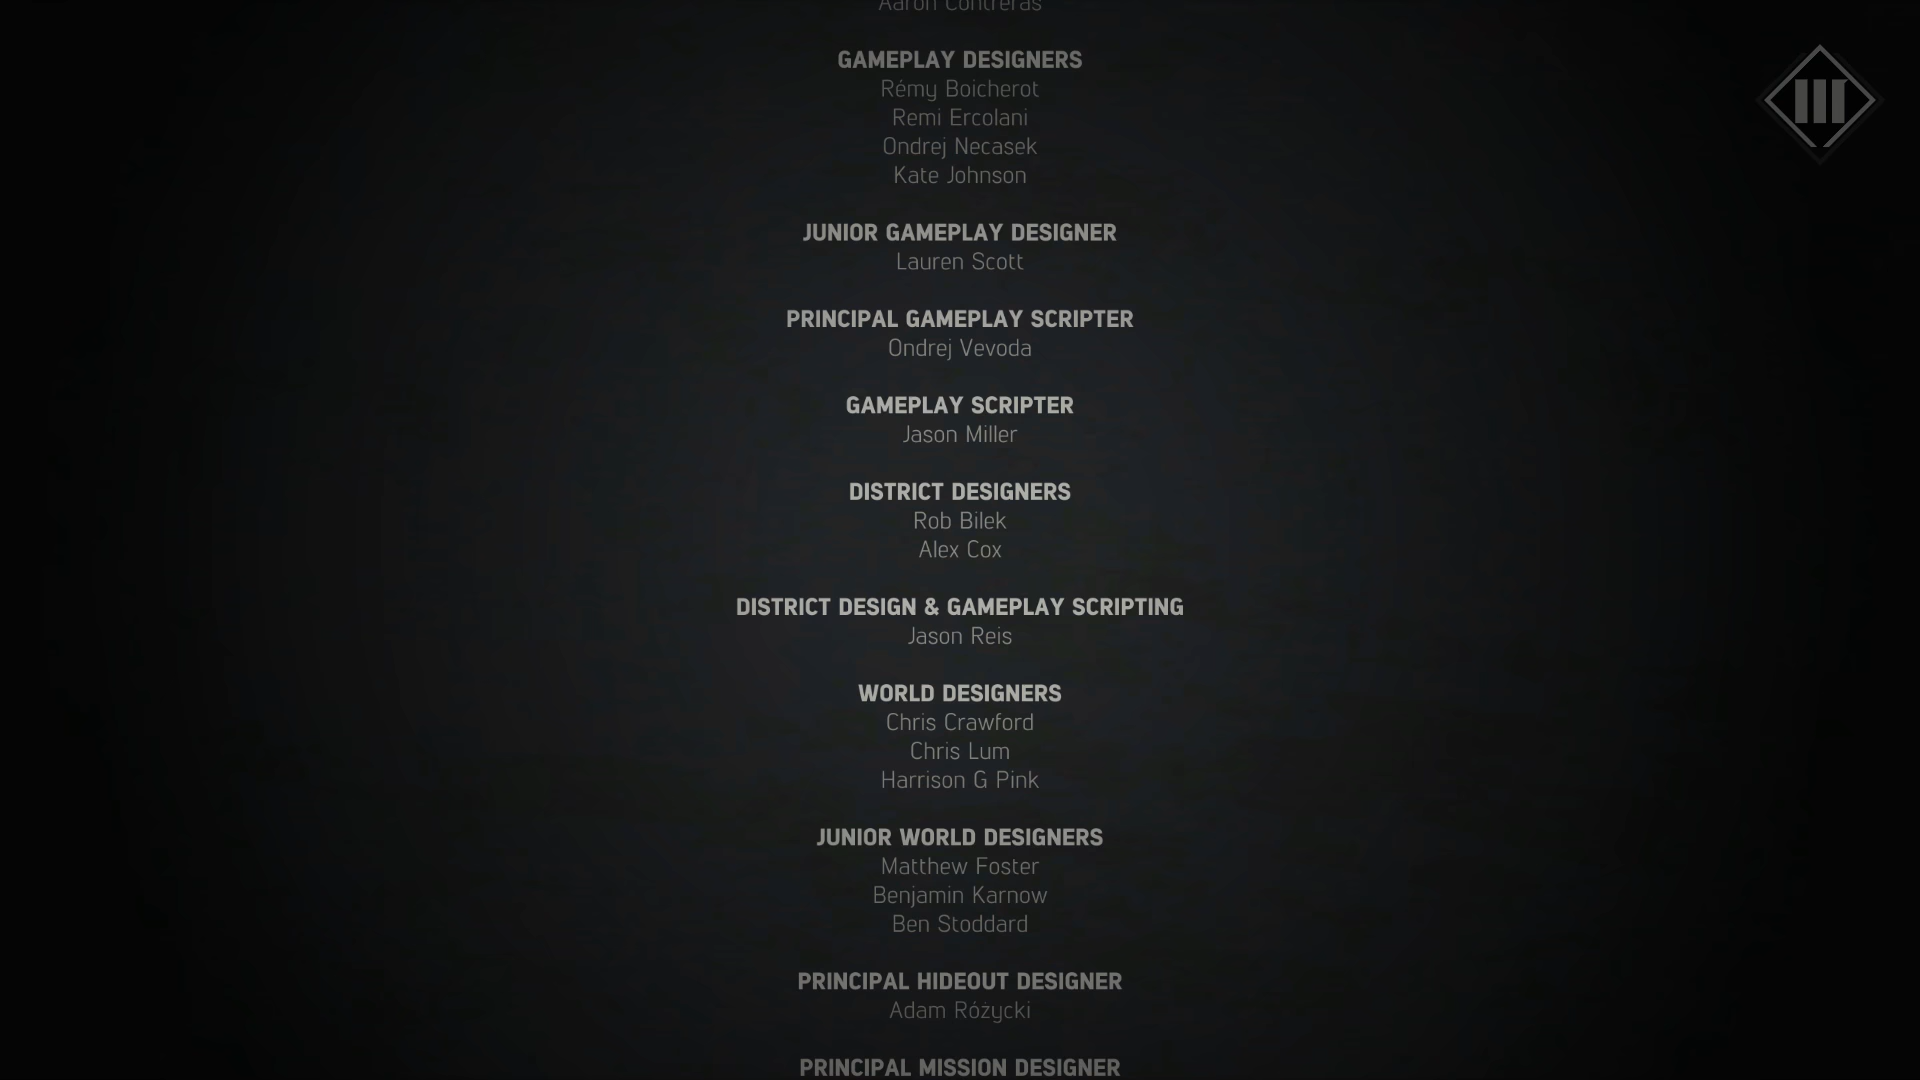 Aaron Contreras
GAMEPLAY DESIGNERS
Rémy Boicherot
Remi Ercolani
Ondrej Necasek
Kate Johnson
JUNIOR GAMEPLAY DESIGNER
Lauren Scott
PRINCIPAL GAMEPLAY SCRIPTER
Ondrej Vevoda
GAMEPLAY SCRIPTER
Jason Miller
DISTRICT DESIGNERS
Rob Bilek
Alex Cox
DISTRICT DESIGN & GAMEPLAY SCRIPTING
Jason Reis
WORLD DESIGNERS
Chris Crawford
Chris Lum
Harrison G Pink
JUNIOR WORLD DESIGNERS
Matthew Foster
Benjamin Karnow
Ben Stoddard
PRINCIPAL HIDEOUT DESIGNER
Adam Różycki
PRINCIPAL MISSION DESIGNER